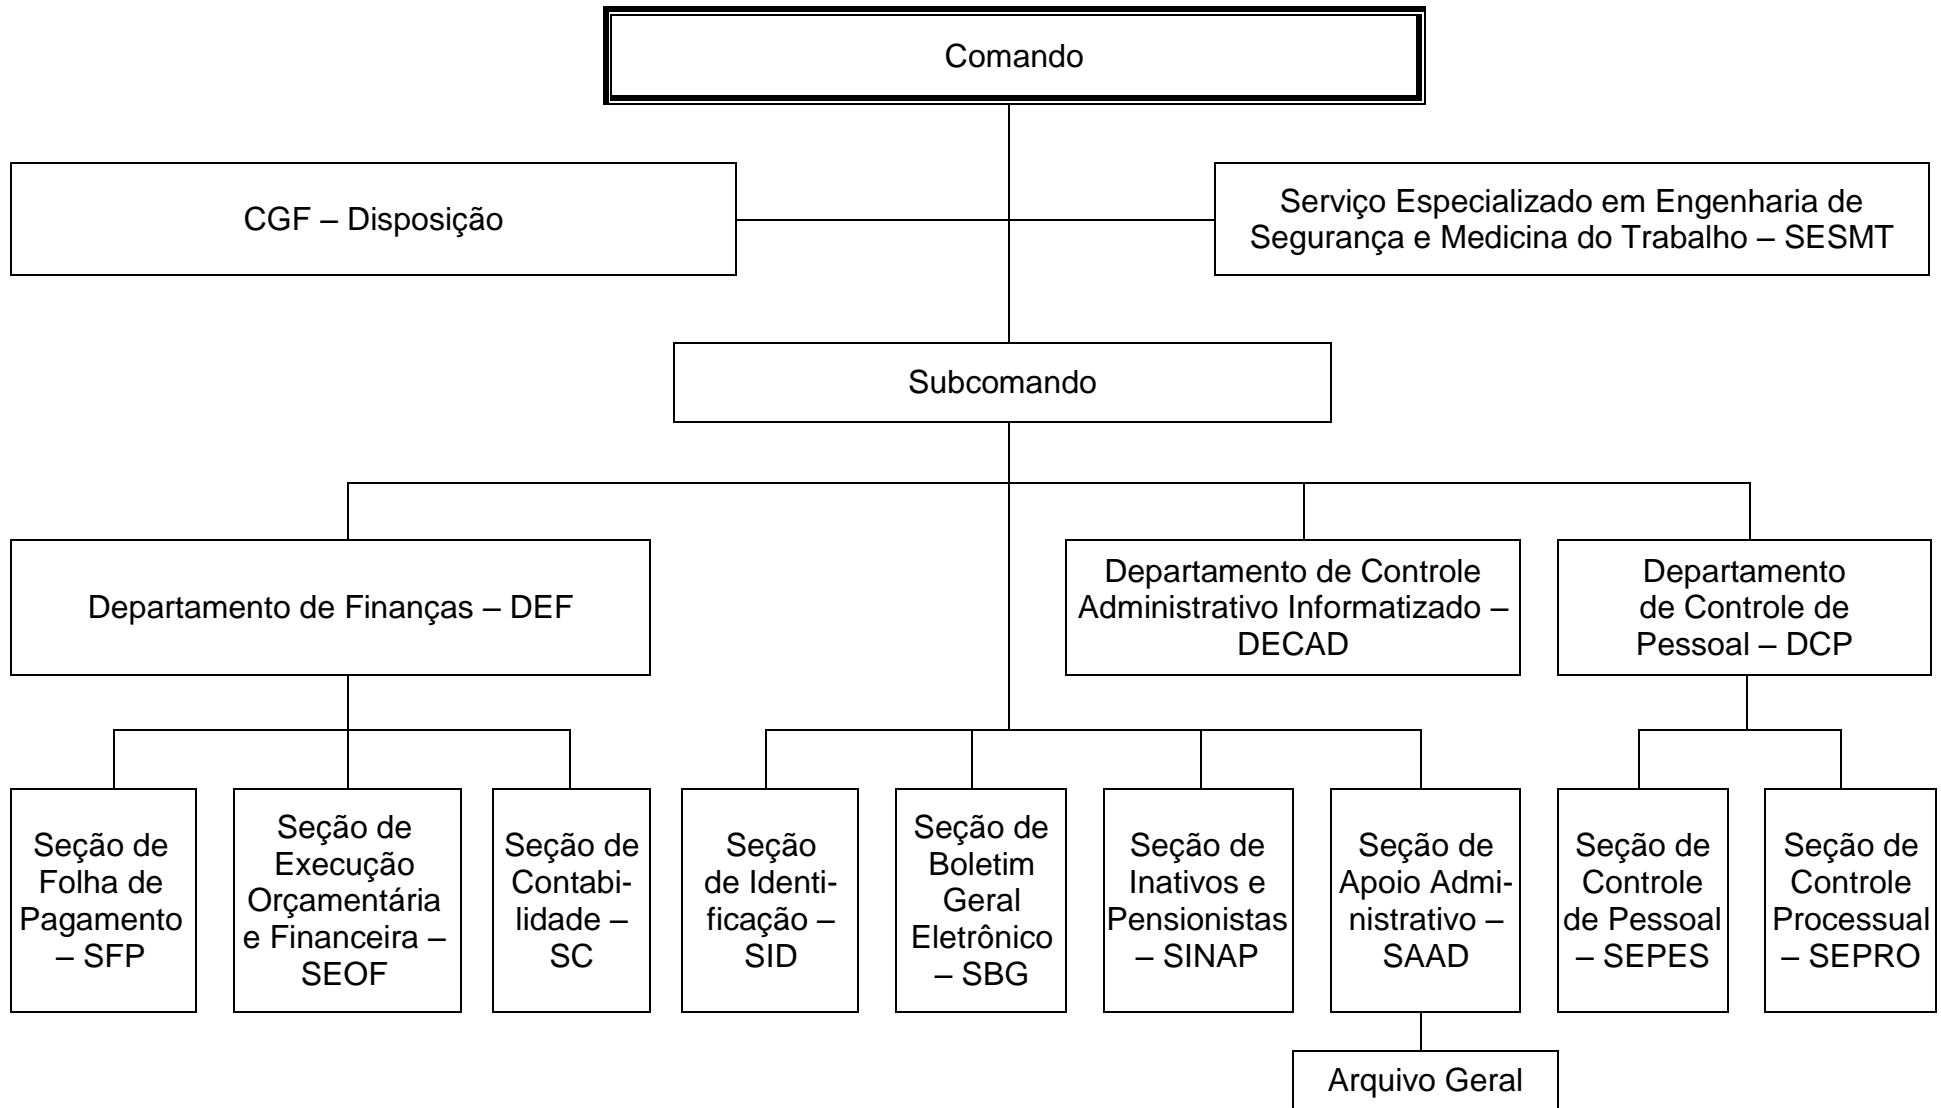 Comando
CGF – Disposição
Serviço Especializado em Engenharia de
Segurança e Medicina do Trabalho – SESMT
Subcomando
Departamento de Finanças – DEF
Departamento de Controle
Administrativo Informatizado –
DECAD
Departamento
de Controle de
Pessoal – DCP
Seção de
Folha de
Pagamento
– SFP
Seção de
Execução
Orçamentária
e Financeira –
SEOF
Seção de
Contabi-
lidade –
SC
Seção
de Identi-
ficação –
SID
Seção de
Boletim
Geral
Eletrônico
– SBG
Seção de
Inativos e
Pensionistas
– SINAP
Seção de
Apoio Admi-
nistrativo –
SAAD
Seção de
Controle
de Pessoal
– SEPES
Seção de
Controle
Processual
– SEPRO
Arquivo Geral